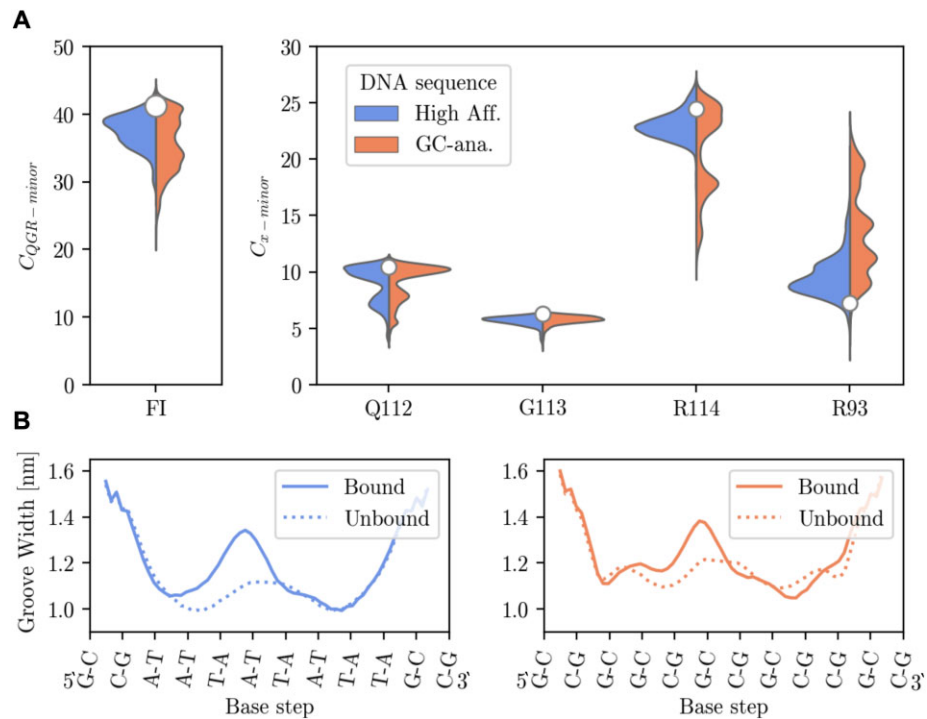 A
50
40
30
20
10
0
C_{QGR-minor}
FI
30
25
20
15
10
5
0
C_{x-minor}
DNA sequence
High Aff.
GC-ana.
Q112
G113
R114
R93
B
1.6
1.4
1.2
1.0
Groove Width [nm]
Bound
Unbound
5'
G-C
C-G
A-T
A-T
T-A
T-A
A-T
A-T
T-A
T-A
G-C
C-G
3'
Base step
1.6
1.4
1.2
1.0
Bound
Unbound
5'
G-C
C-G
G-C
G-C
C-G
G-C
C-G
G-C
C-G
C-G
G-C
C-G
3'
Base step